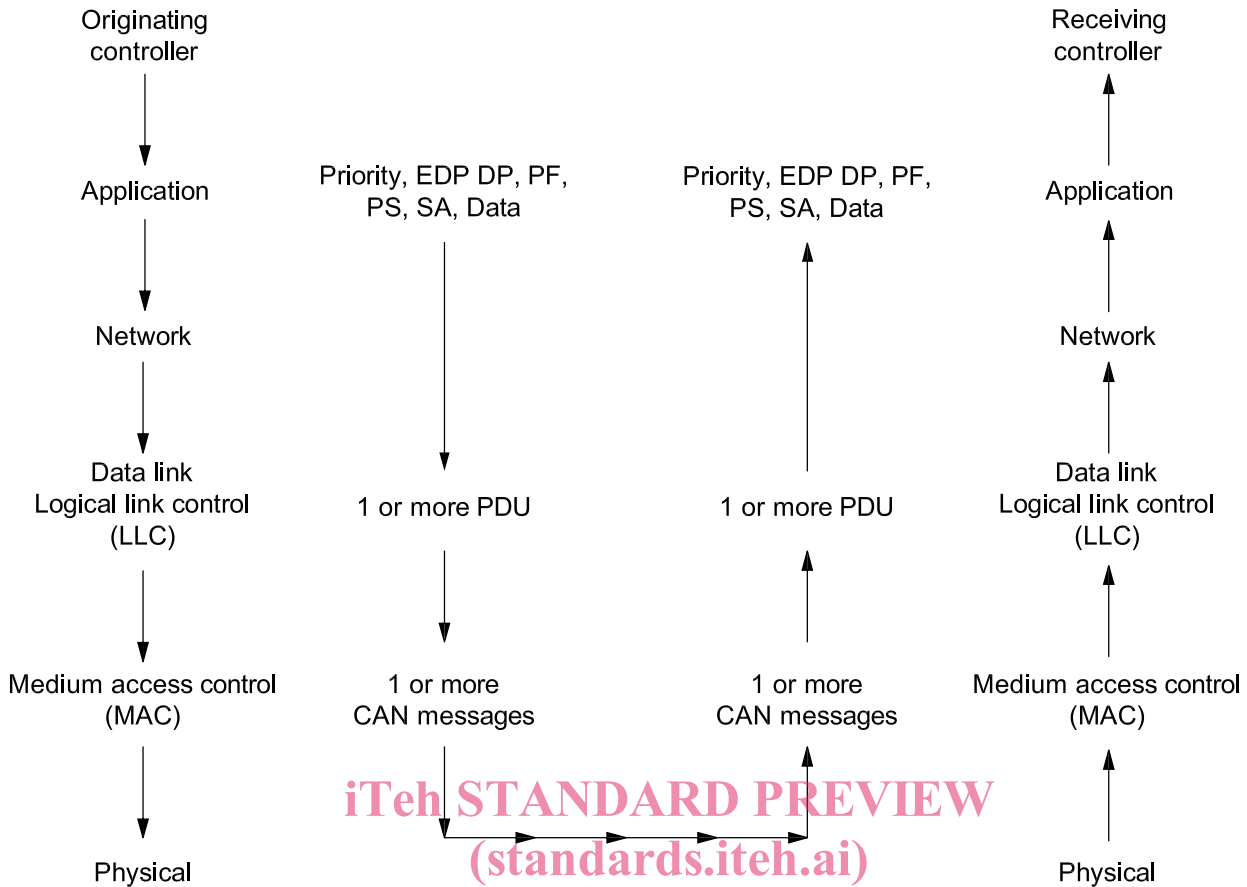 Originating
controller
Application
Network
Data link
Logical link control
(LLC)
Medium access control
(MAC)
Physical
Priority, EDP DP, PF,
PS, SA, Data
1 or more PDU
1 or more
CAN messages
Priority, EDP DP, PF,
PS, SA, Data
1 or more PDU
1 or more
CAN messages
Receiving
controller
Application
Network
Data link
Logical link control
(LLC)
Medium access control
(MAC)
Physical
iTeh STANDARD PREVIEW
(standards.iteh.ai)